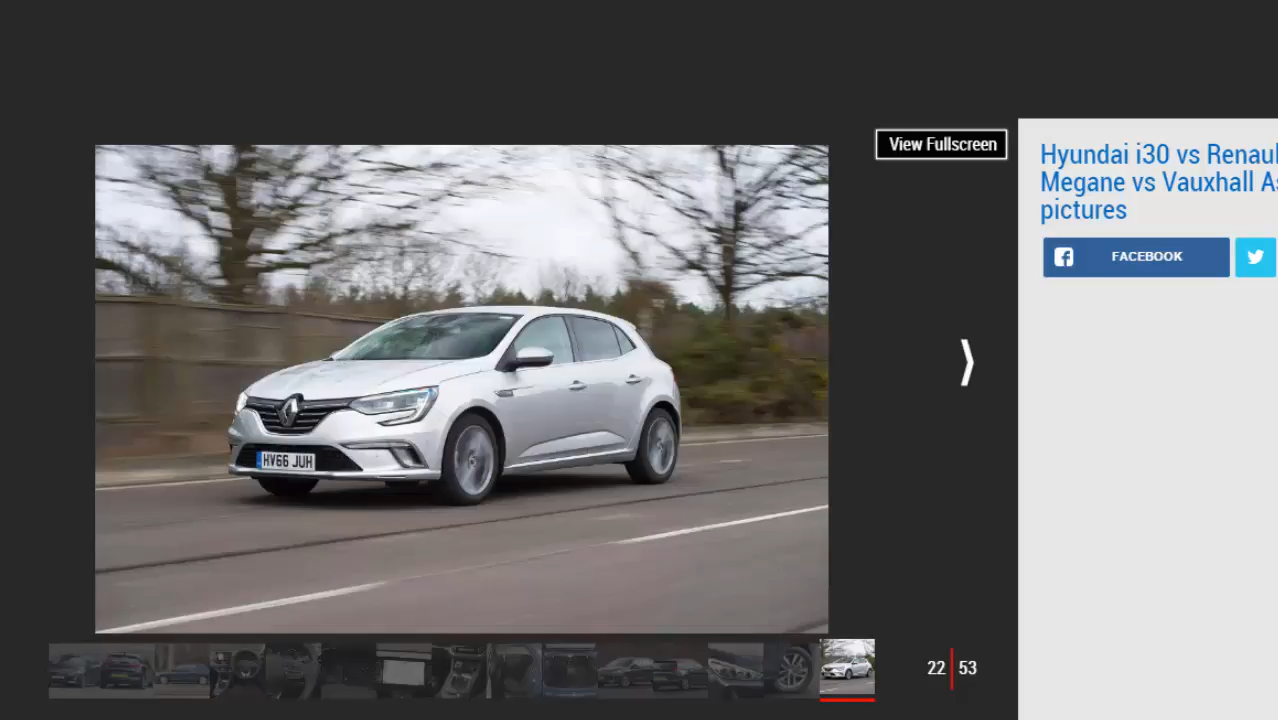 View Fullscreen
Hyundai i30 vs Renaul
Megane vs Vauxhall As
pictures
FACEBOOK
HV66 JUH
22 53